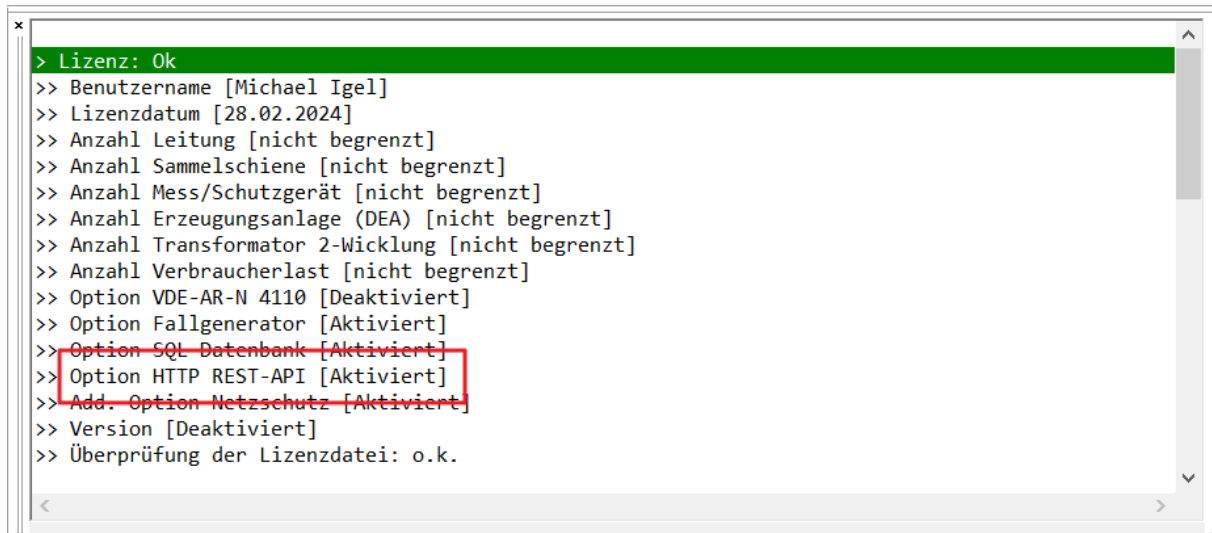 > Lizenz: Ok
>> Benutzername [Michael Igel]
>> Lizenzdatum [28.02.2024]
>> Anzahl Leitung [nicht begrenzt]
>> Anzahl Sammelschiene [nicht begrenzt]
>> Anzahl Mess/Schutzgerät [nicht begrenzt]
>> Anzahl Erzeugungsanlage (DEA) [nicht begrenzt]
>> Anzahl Transformator 2-Wicklung [nicht begrenzt]
>> Anzahl Verbraucherlast [nicht begrenzt]
>> Option VDE-AR-N 4110 [Deaktiviert]
>> Option Fallgenerator [Aktiviert]
>> Option SQL Datenbank [Aktiviert]
>> Option HTTP REST-API [Aktiviert]
>> Add. Option Netzschutz [Aktiviert]
>> Version [Deaktiviert]
>> Überprüfung der Lizenzdatei: o.k.